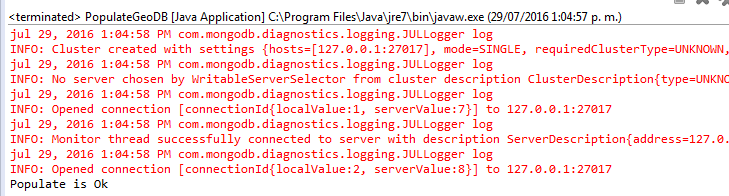 <terminated> PopulateGeoDB [Java Application] C:\Program Files\Java\jre7\bin\javaw.exe (29/07/2016 1:04:57 p. m.)
jul 29, 2016 1:04:58 PM com.mongodb.diagnostics.logging.JULLogger log
INFO: Cluster created with settings {hosts=[127.0.0.1:27017], mode=SINGLE, requiredClusterType=UNKNOWN,
jul 29, 2016 1:04:58 PM com.mongodb.diagnostics.logging.JULLogger log
INFO: No server chosen by WritableServerSelector from cluster description ClusterDescription{type=UNKNO
jul 29, 2016 1:04:58 PM com.mongodb.diagnostics.logging.JULLogger log
INFO: Opened connection [connectionId{localValue:1, serverValue:7}] to 127.0.0.1:27017
jul 29, 2016 1:04:58 PM com.mongodb.diagnostics.logging.JULLogger log
INFO: Monitor thread successfully connected to server with description ServerDescription{address=127.0.
jul 29, 2016 1:04:58 PM com.mongodb.diagnostics.logging.JULLogger log
INFO: Opened connection [connectionId{localValue:2, serverValue:8}] to 127.0.0.1:27017
Populate is Ok